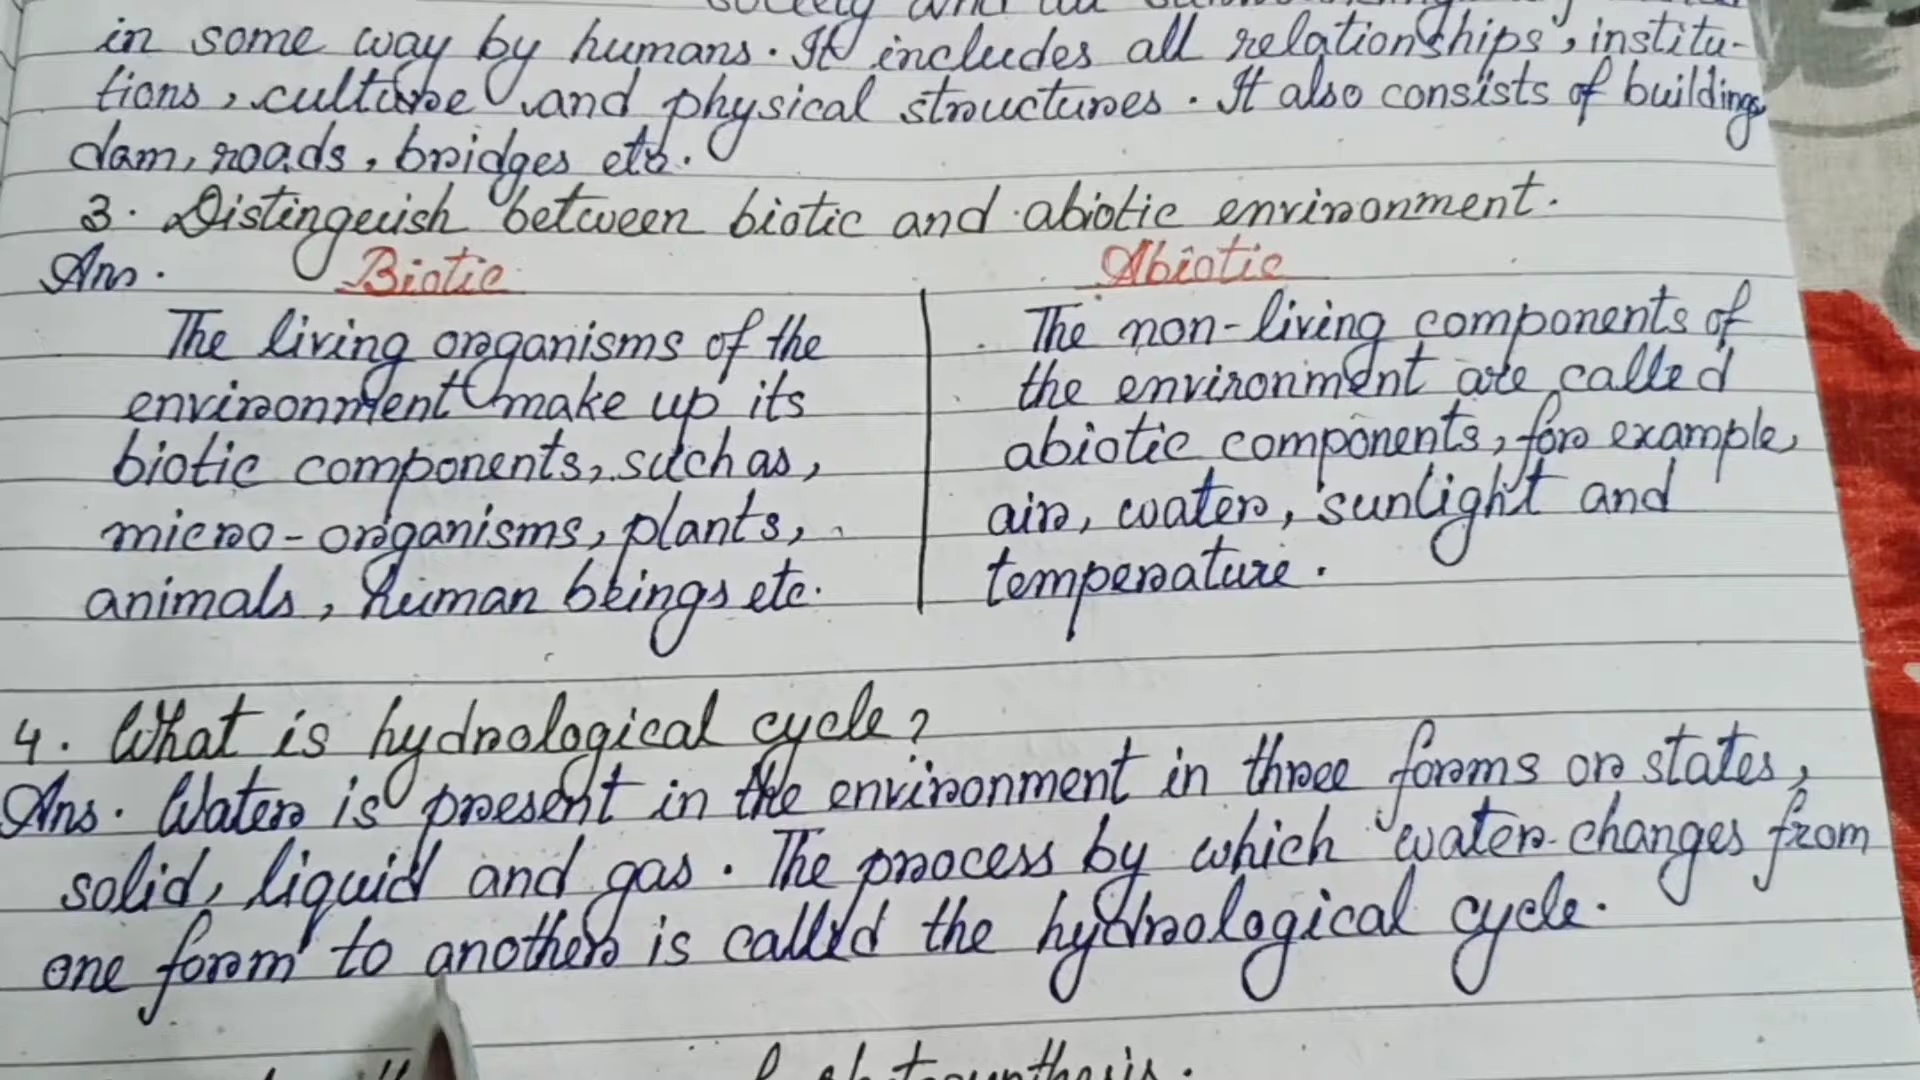 society and
in some way by humans. It includes all relationships, institu-
tions, culture and physical structures. It also consists of buildings
dam, roads, bridges etc.
3. Distinguish between biotic and abiotic environment.
Ans. Biotic Abiotic
The living organisms of the
environment make up its
biotic components, such as,
micro-organisms, plants,
animals, human beings etc.
The non-living components of
the environment are called
abiotic components, for example,
air, water, sunlight and
temperature.
4. What is hydrological cycle?
Ans. Water is present in the environment in three forms or states,
solid, liquid and gas. The process by which water changes from
one form to another is called the hydrological cycle.
photosynthesis.